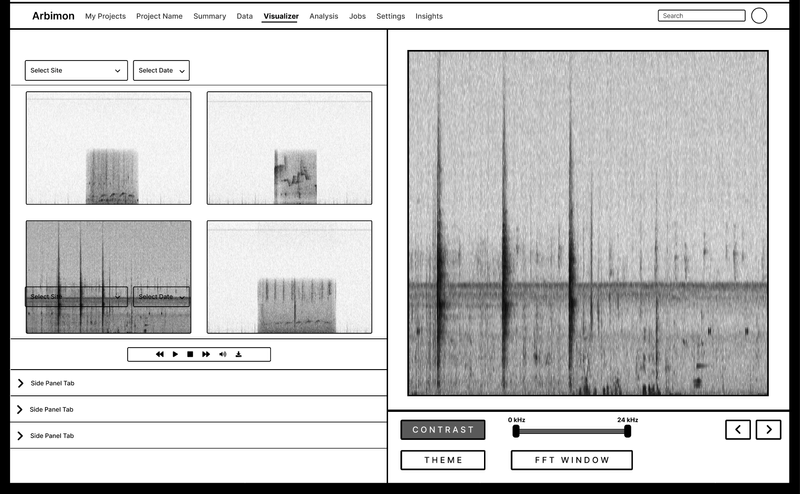 Arbimon My Projects Project Name Summary Data Visualizer Analysis Jobs Settings Insights Search
Select Site Select Date
Select Site Select Date
Side Panel Tab
Side Panel Tab
Side Panel Tab
0 kHz 24 kHz
CONTRAST
THEME FFT WINDOW